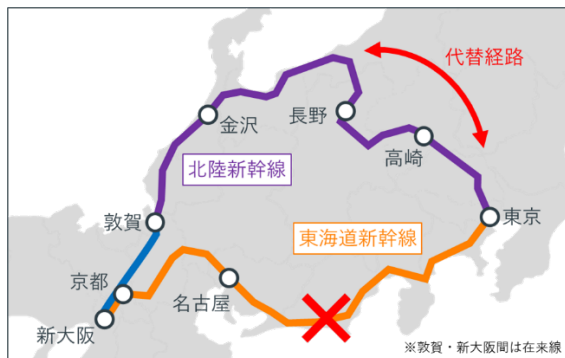 代替経路
長野
金沢
高崎
北陸新幹線
敦賀
東京
東海道新幹線
京都
名古屋
新大阪
※敦賀・新大阪間は在来線